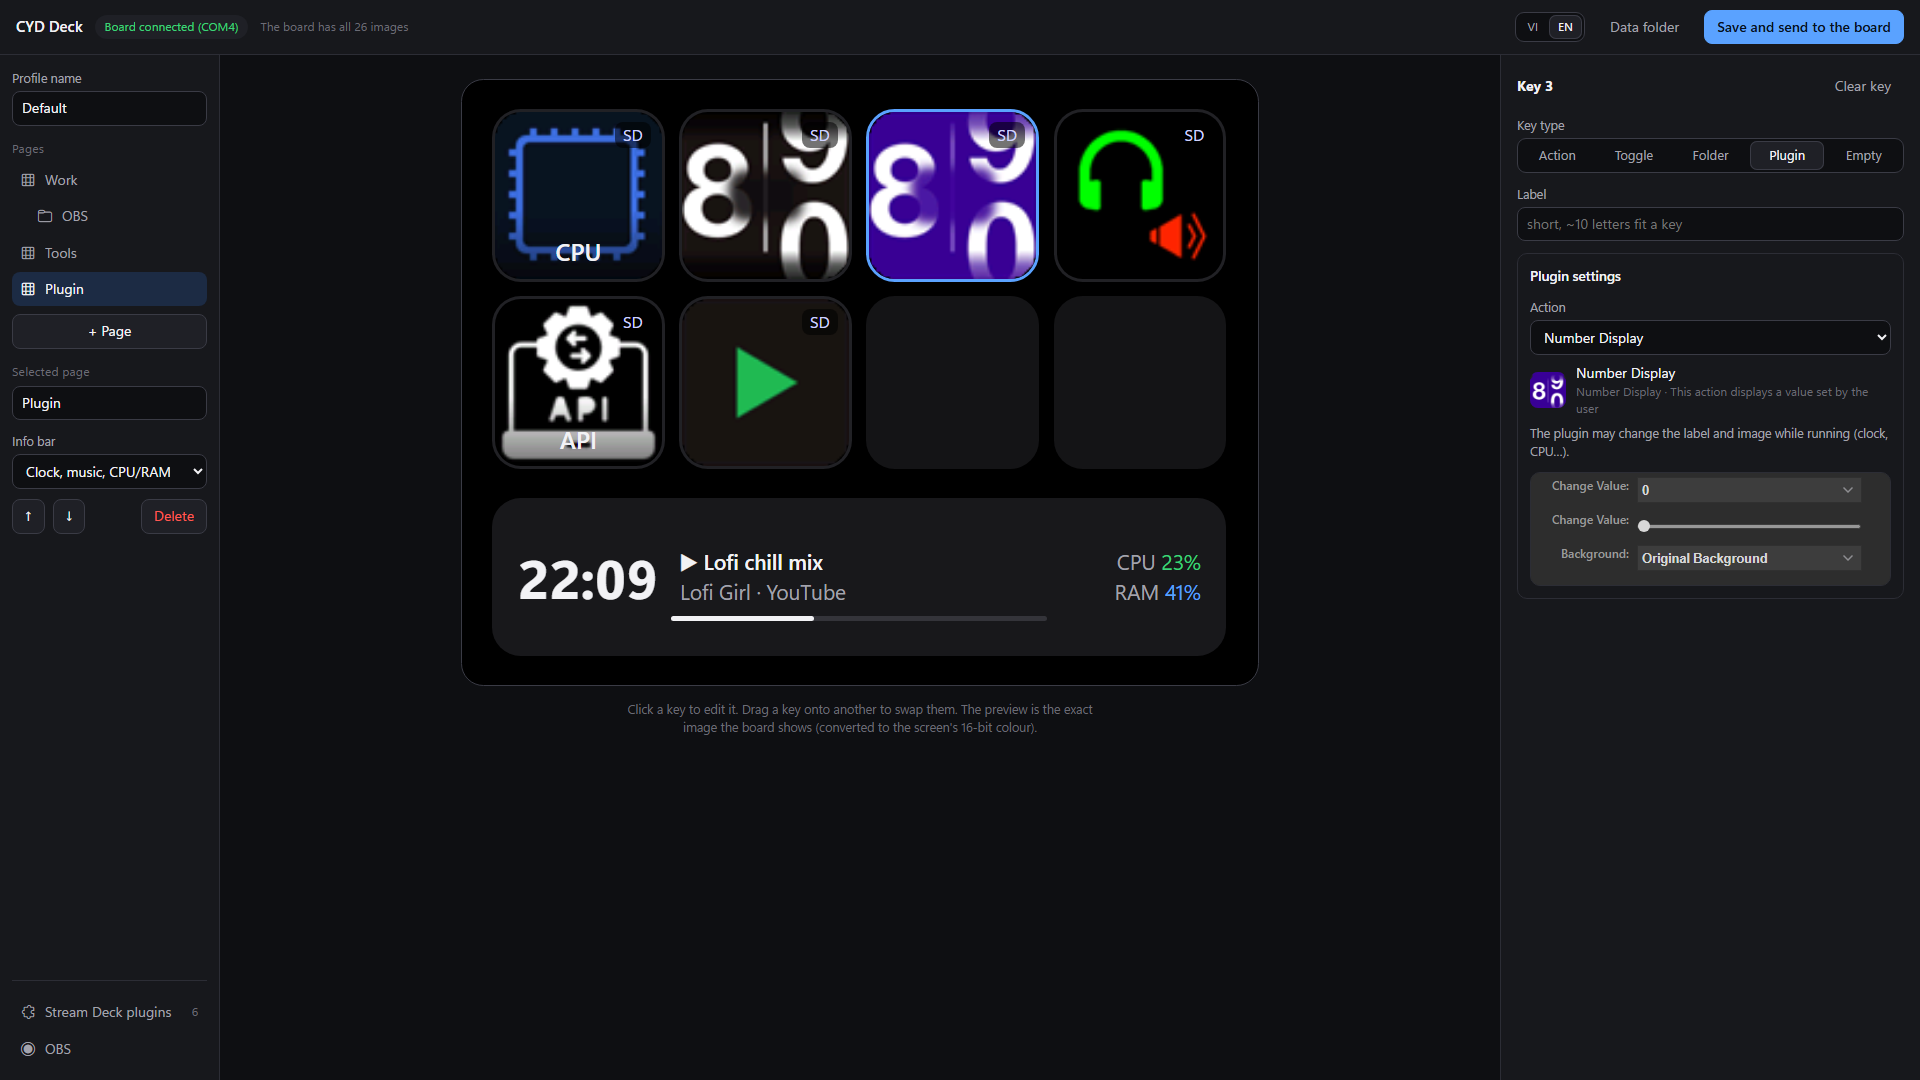 CYD Deck
Board connected (COM4)
The board has all 26 images
VI
EN
Data folder
Save and send to the board
Profile name
Default
Pages
Work
OBS
Tools
Plugin
+ Page
Selected page
Plugin
Info bar
Clock, music, CPU/RAM
↑
↓
Delete
Stream Deck plugins 6
OBS
SD
CPU
SD
8 9
0
SD
8 9
0
SD
SD
API
API
SD
22:09
▶ Lofi chill mix
Lofi Girl · YouTube
CPU 23%
RAM 41%
Click a key to edit it. Drag a key onto another to swap them. The preview is the exact
image the board shows (converted to the screen's 16-bit colour).
Key 3
Clear key
Key type
Action
Toggle
Folder
Plugin
Empty
Label
short, ~10 letters fit a key
Plugin settings
Action
Number Display
8 9
0
Number Display
Number Display · This action displays a value set by the
user
The plugin may change the label and image while running (clock,
CPU...).
Change Value: 0
Change Value:
Background: Original Background